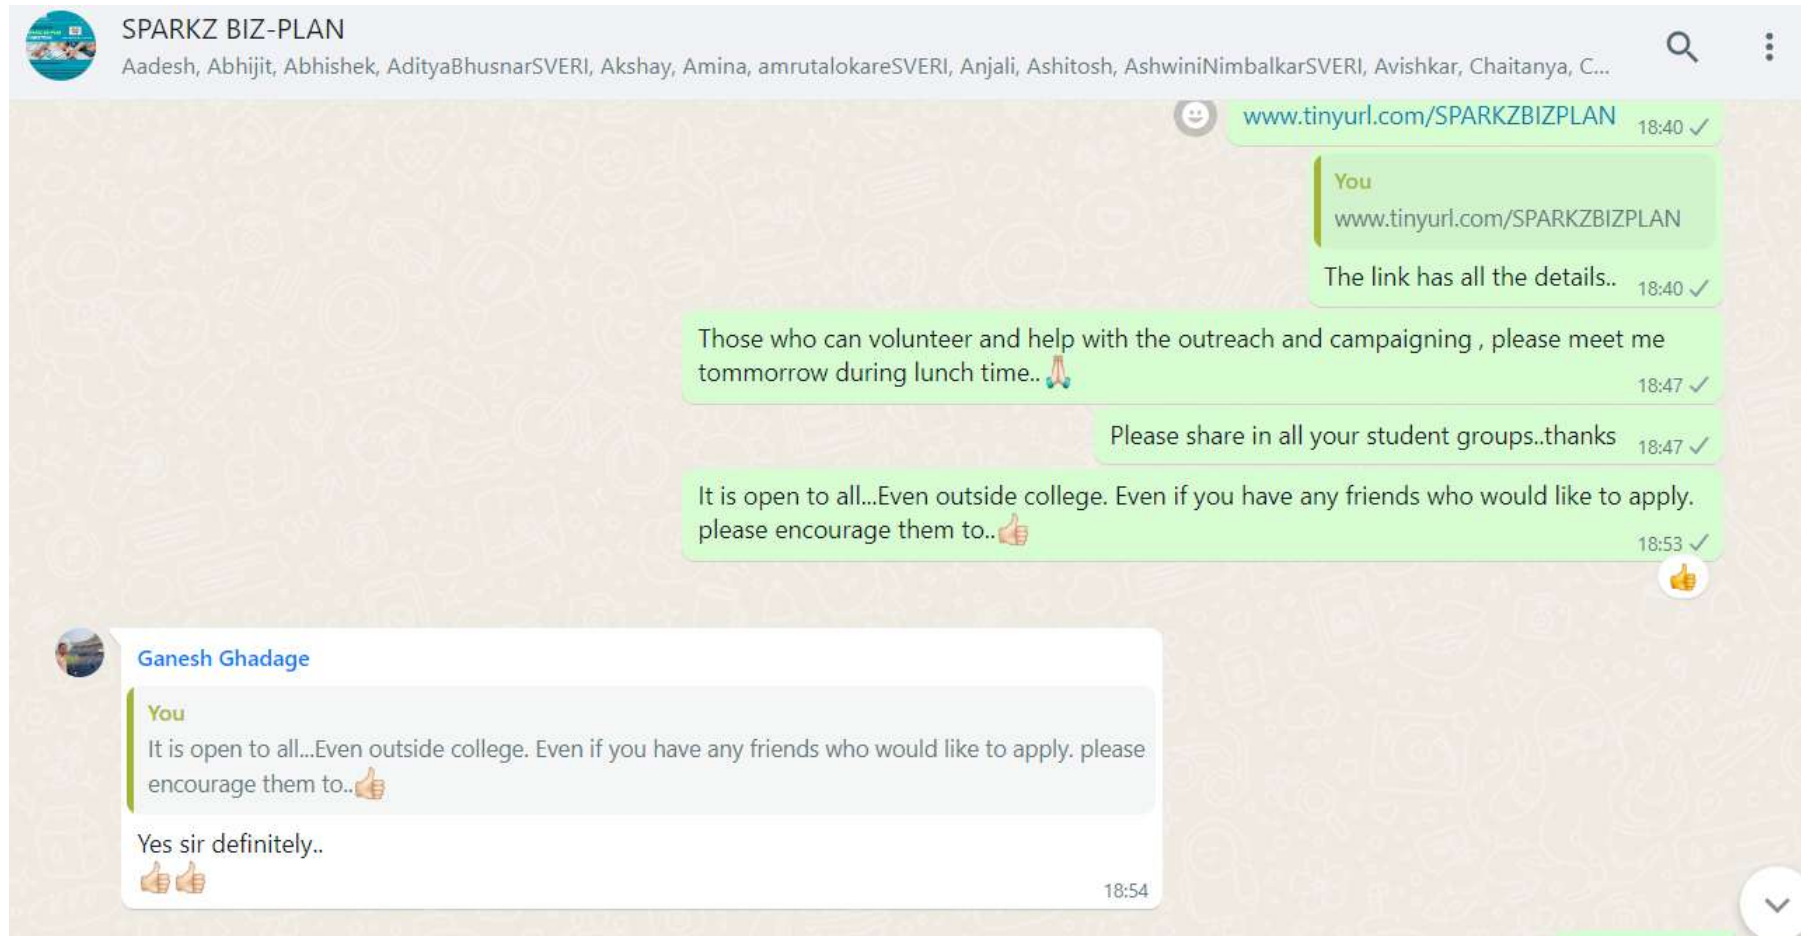 SPARKZ BIZ-PLAN
Aadesh, Abhijit, Abhishek, AdityaBhusnarSVERI, Akshay, Amina, amrutalokareSVERI, Anjali, Ashitosh, AshwiniNimbalkarSVERI, Avishkar, Chaitanya, C...
www.tinyurl.com/SPARKZBIZPLAN 18:40
You
www.tinyurl.com/SPARKZBIZPLAN
The link has all the details.. 18:40
Those who can volunteer and help with the outreach and campaigning , please meet me
tommorrow during lunch time..🙏🏻
18:47
Please share in all your student groups..thanks 18:47
It is open to all...Even outside college. Even if you have any friends who would like to apply.
please encourage them to..👍🏻
18:53
👍
Ganesh Ghadage
You
It is open to all...Even outside college. Even if you have any friends who would like to apply. please
encourage them to..👍🏻
Yes sir definitely..
👍🏻👍🏻
18:54